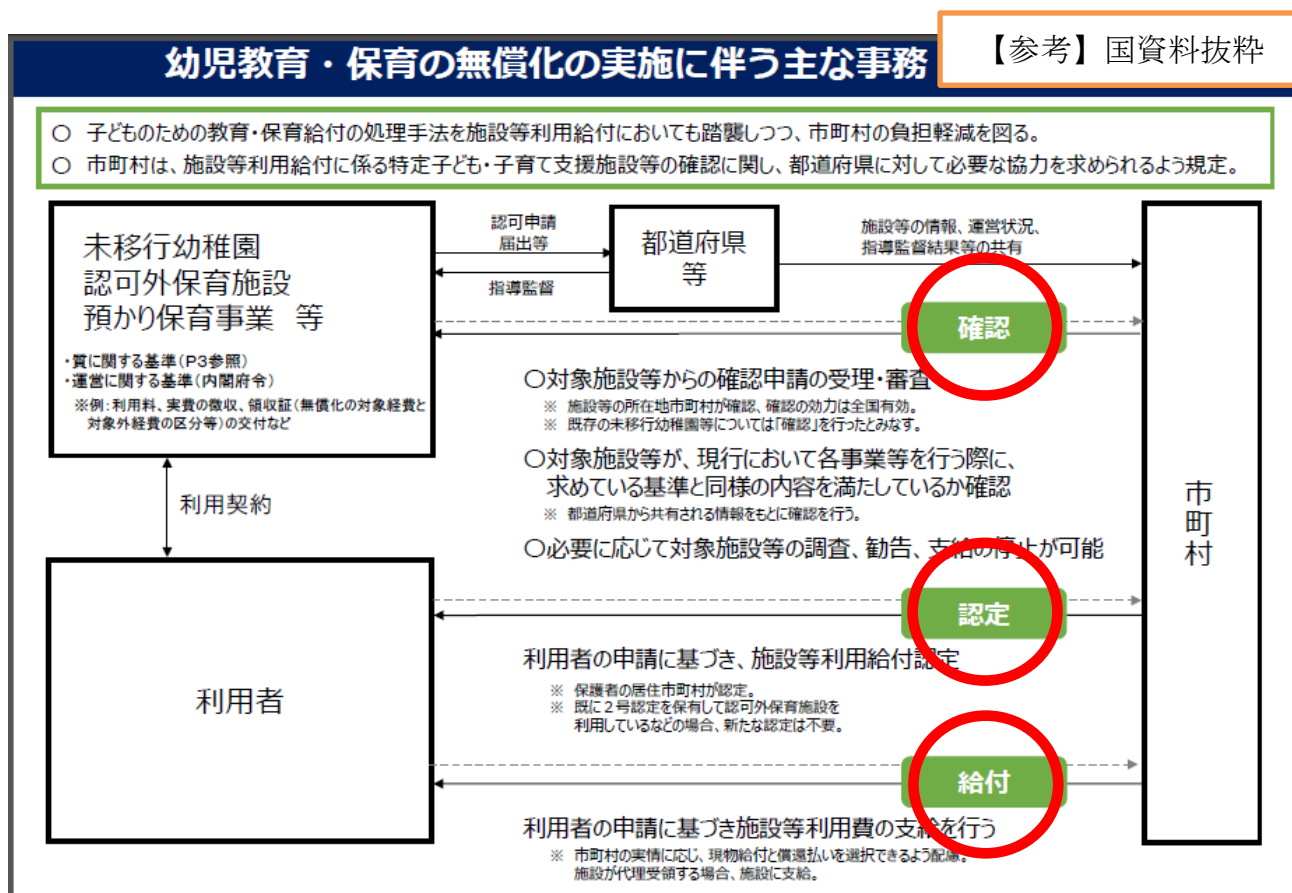 幼児教育・保育の無償化の実施に伴う主な事務
【参考】国資料抜粋
○ 子どものための教育・保育給付の処理手法を施設等利用給付においても踏襲しつつ、市町村の負担軽減を図る。
○ 市町村は、施設等利用給付に係る特定子ども・子育て支援施設等の確認に関し、都道府県に対して必要な協力を求められるよう規定。
未移行幼稚園
認可外保育施設
預かり保育事業 等
・質に関する基準(P3参照)
・運営に関する基準(内閣府令)
※例:利用料、実費の徴収、領収証(無償化の対象経費と
対象外経費の区分等)の交付など
認可申請
届出等
指導監督
都道府県
等
施設等の情報、運営状況、
指導監督結果等の共有
確認
○対象施設等からの確認申請の受理・審査
※ 施設等の所在地市町村が確認、確認の効力は全国有効。
※ 既存の未移行幼稚園等については「確認」を行ったとみなす。
○対象施設等が、現行において各事業等を行う際に、
求めている基準と同様の内容を満たしているか確認
※ 都道府県から共有される情報をもとに確認を行う。
○必要に応じて対象施設等の調査、勧告、支給の停止が可能
利用契約
市町村
認定
利用者の申請に基づき、施設等利用給付認定
※ 保護者の居住市町村が認定。
※ 既に2号認定を保有して認可外保育施設を
利用しているなどの場合、新たな認定は不要。
利用者
給付
利用者の申請に基づき施設等利用費の支給を行う
※ 市町村の実情に応じ、現物給付と償還払いを選択できるよう配慮。
施設が代理受領する場合、施設に支給。